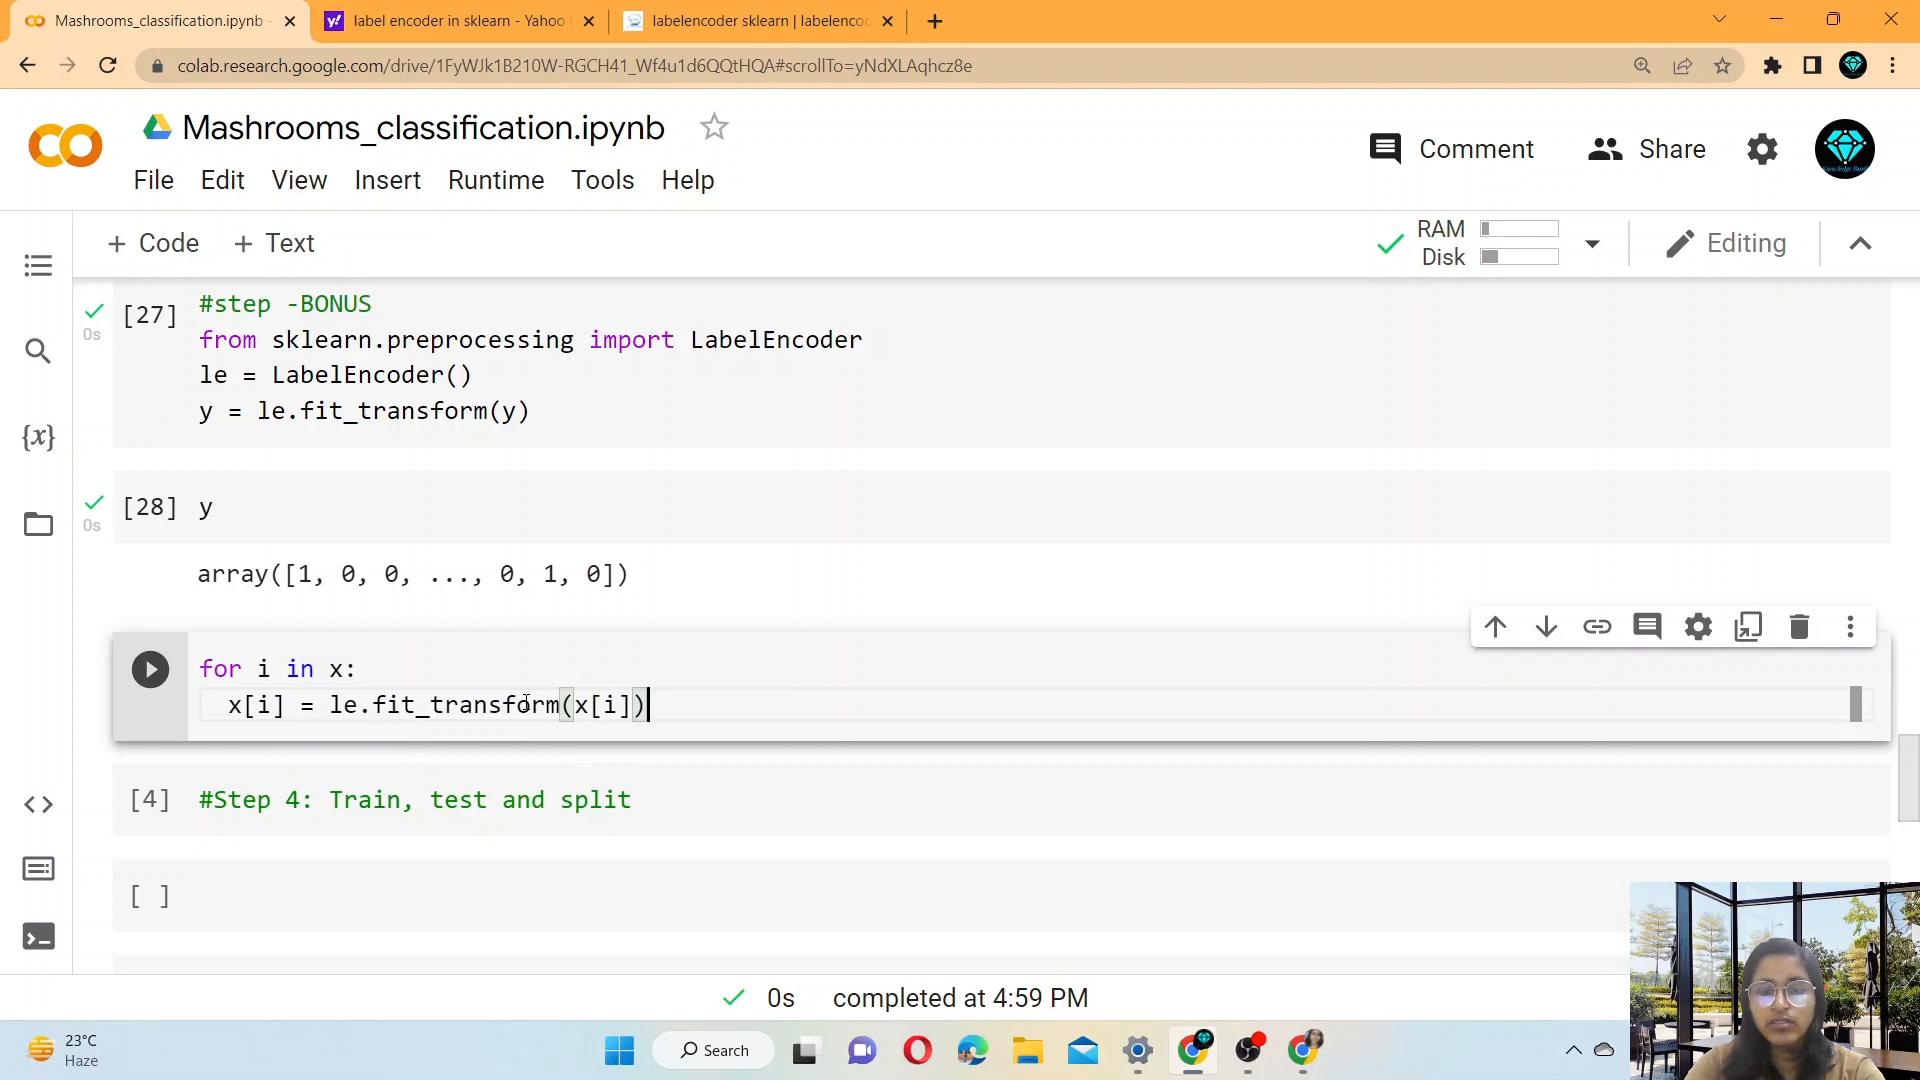 Mashrooms_classification.ipynb -
label encoder in sklearn - Yahoo
labelencoder sklearn | labelenco
colab.research.google.com/drive/1FyWJk1B210W-RGCH41_Wf4u1d6QQtHQA#scrollTo=yNdXLAqhcz8e
Mashrooms_classification.ipynb
Comment
Share
File Edit View Insert Runtime Tools Help
+ Code + Text
RAM
Disk
Editing
[27] #step -BONUS
0s
from sklearn.preprocessing import LabelEncoder
le = LabelEncoder()
y = le.fit_transform(y)
{x}
[28] y
0s
array([1, 0, 0, ..., 0, 1, 0])
for i in x:
x[i] = le.fit_transform(x[i])
[4] #Step 4: Train, test and split
[ ]
0s completed at 4:59 PM
23°C
Haze
Search